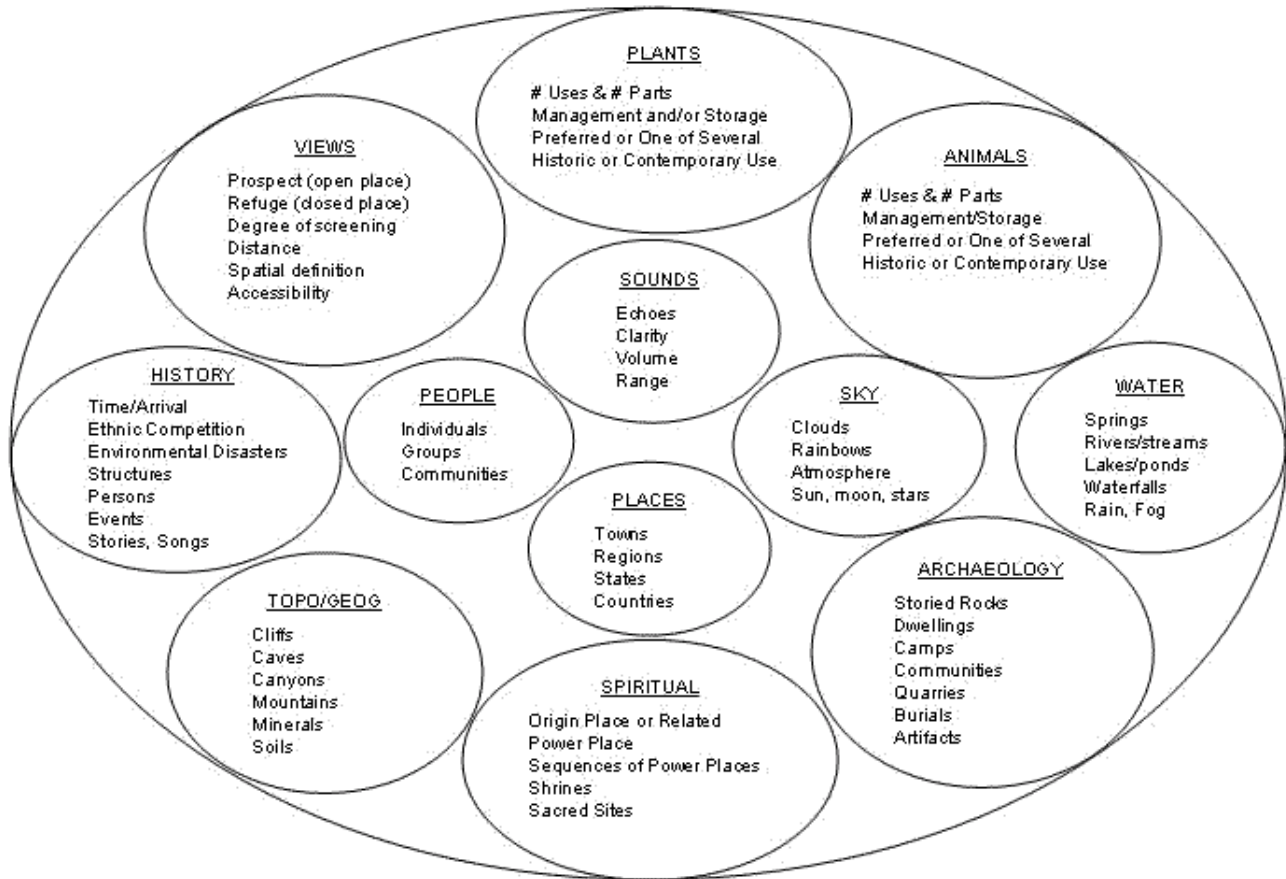 PLANTS
# Uses & # Parts
Management and/or Storage
Preferred or One of Several
Historic or Contemporary Use
VIEWS
Prospect (open place)
Refuge (closed place)
Degree of screening
Distance
Spatial definition
Accessibility
ANIMALS
# Uses & # Parts
Management/Storage
Preferred or One of Several
Historic or Contemporary Use
SOUNDS
Echoes
Clarity
Volume
Range
HISTORY
Time/Arrival
Ethnic Competition
Environmental Disasters
Structures
Persons
Events
Stories, Songs
PEOPLE
Individuals
Groups
Communities
SKY
Clouds
Rainbows
Atmosphere
Sun, moon, stars
WATER
Springs
Rivers/streams
Lakes/ponds
Waterfalls
Rain, Fog
PLACES
Towns
Regions
States
Countries
TOPO/GEOG
Cliffs
Caves
Canyons
Mountains
Minerals
Soils
SPIRITUAL
Origin Place or Related
Power Place
Sequences of Power Places
Shrines
Sacred Sites
ARCHAEOLOGY
Storied Rocks
Dwellings
Camps
Communities
Quarries
Burials
Artifacts